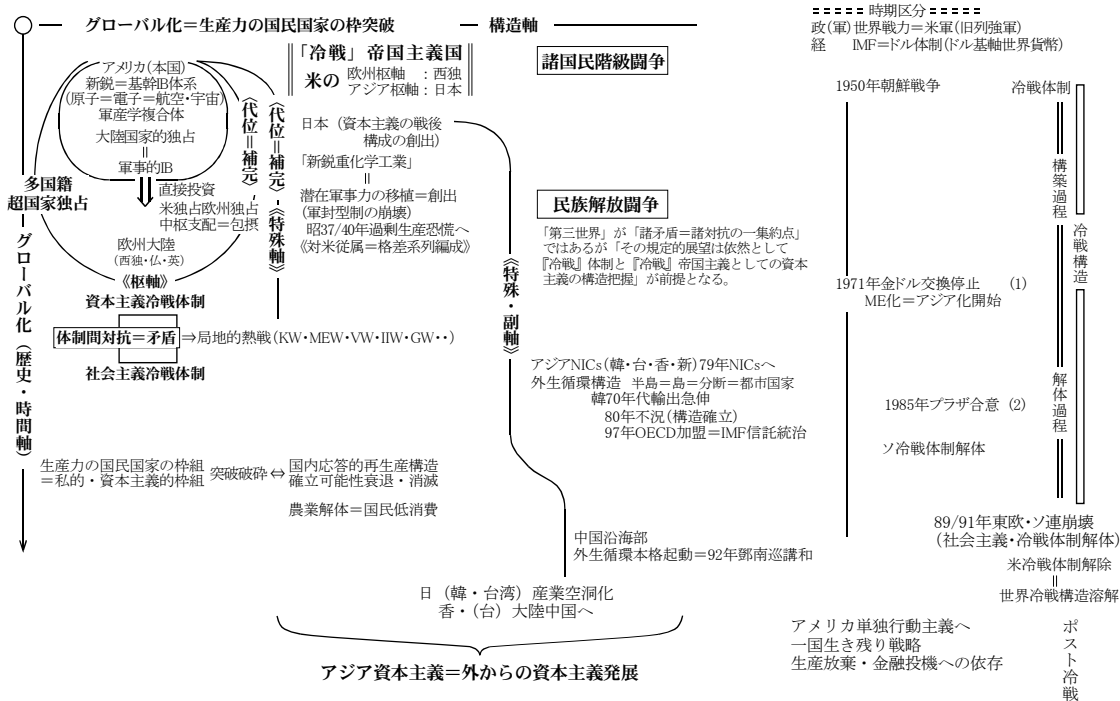 グローバル化＝生産力の国民国家の枠突破
構造軸
時期区分
政(軍) 世界戦力＝米軍(旧列強軍)
経 IMF＝ドル体制(ドル基軸世界貨幣)
アメリカ(本国)
新鋭＝基幹IB体系
(原子＝電子＝航空・宇宙)
軍産学複合体
大陸国家的独占
＝
軍事的IB
多国籍
超国家独占
直接投資
米独占欧州独占
中枢支配＝包摂
欧州大陸
(西独・仏・英)
《枢軸》
資本主義冷戦体制
体制間対抗＝矛盾
⇒局地的熱戦(KW・MEW・VW・IIW・GW・・)
社会主義冷戦体制
グローバル化（歴史・時間軸）
《代位＝補完》
《代位＝補完》
《特殊軸》
「冷戦」帝国主義国
米の 欧州枢軸 ：西独
アジア枢軸：日本
日本（資本主義の戦後
構成の創出）
「新鋭重化学工業」
＝
潜在軍事力の移植＝創出
(軍封型制の崩壊)
昭37/40年過剰生産恐慌へ
《対米従属＝格差系列編成》
《特殊・副軸》
諸国民階級闘争
民族解放闘争
「第三世界」が「諸矛盾＝諸対抗の一集約点」
ではあるが「その規定的展望は依然として
『冷戦』体制と『冷戦』帝国主義としての資本
主義の構造把握」が前提となる。
アジアNICs(韓・台・香・新)79年NICsへ
外生循環構造 半島＝島＝分断＝都市国家
韓70年代輸出急伸
80年不況(構造確立)
97年OECD加盟＝IMF信託統治
生産力の国民国家の枠組
＝私的・資本主義的枠組
突破破砕 ⇔
国内応答的再生産構造
確立可能性衰退・消滅
農業解体＝国民低消費
中国沿海部
外生循環本格起動＝92年鄧南巡講和
日（韓・台湾）産業空洞化
香・（台）大陸中国へ
アジア資本主義＝外からの資本主義発展
1950年朝鮮戦争
冷戦体制
構築過程
冷戦構造
1971年金ドル交換停止 (1)
ME化＝アジア化開始
解体過程
1985年プラザ合意 (2)
ソ冷戦体制解体
89/91年東欧・ソ連崩壊
(社会主義・冷戦体制解体)
米冷戦体制解除
＝
世界冷戦構造溶解
アメリカ単独行動主義へ
一国生き残り戦略
生産放棄・金融投機への依存
ポスト冷戦